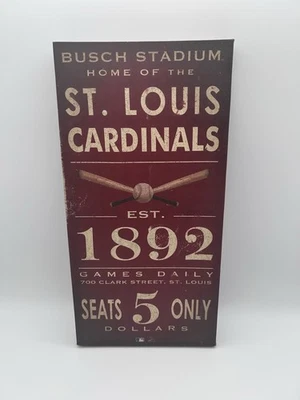 BUSCH STADIUM
HOME OF THE
ST. LOUIS
CARDINALS
EST.
1892
GAMES DAILY
700 CLARK STREET, ST. LOUIS
SEATS 5 ONLY
DOLLARS